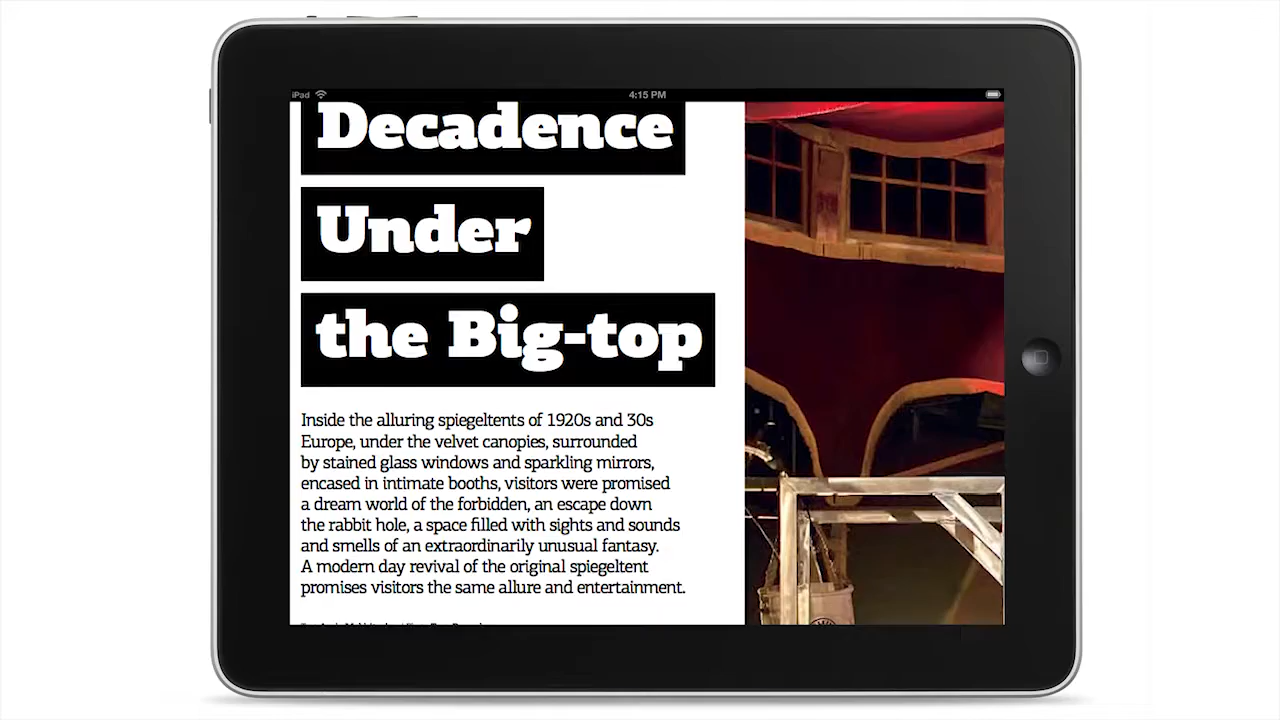 iPad
4:15 PM
Decadence
Under
the Big-top
Inside the alluring spiegeltents of 1920s and 30s
Europe, under the velvet canopies, surrounded
by stained glass windows and sparkling mirrors,
encased in intimate booths, visitors were promised
a dream world of the forbidden, an escape down
the rabbit hole, a space filled with sights and sounds
and smells of an extraordinarily unusual fantasy.
A modern day revival of the original spiegeltent
promises visitors the same allure and entertainment.